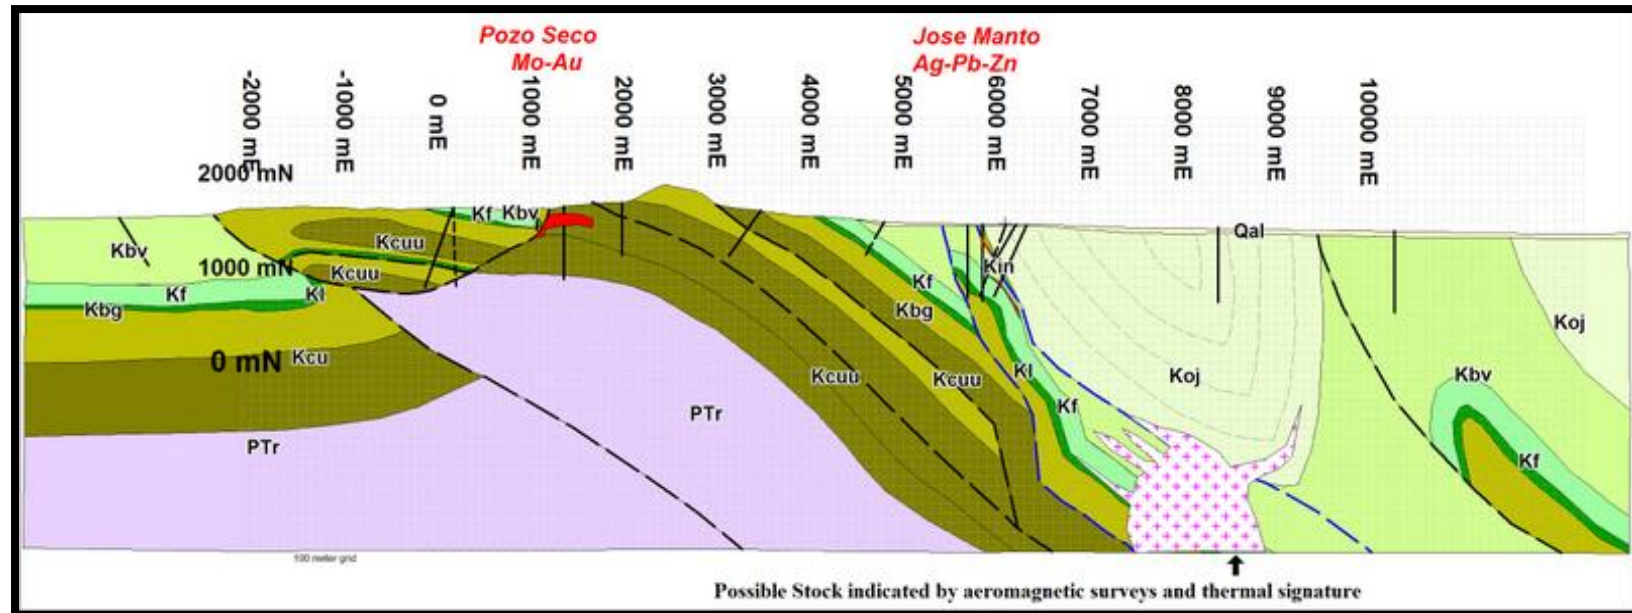 Pozo Seco
Mo-Au
Jose Manto
Ag-Pb-Zn
-2000 mE
-1000 mE
0 mE
1000 mE
2000 mE
3000 mE
4000 mE
5000 mE
6000 mE
7000 mE
8000 mE
9000 mE
10000 mE
2000 mN
Kf
Kbv
Qal
Kbv
Kcuu
1000 mN
Kcuu
Kin
Kf
Kl
Kf
Kbg
Kbg
Koj
0 mN
Kcu
Kcuu
Kcuu
Kl
Koj
Kbv
Kf
PTr
PTr
Kf
100 meter grid
Possible Stock indicated by aeromagnetic surveys and thermal signature